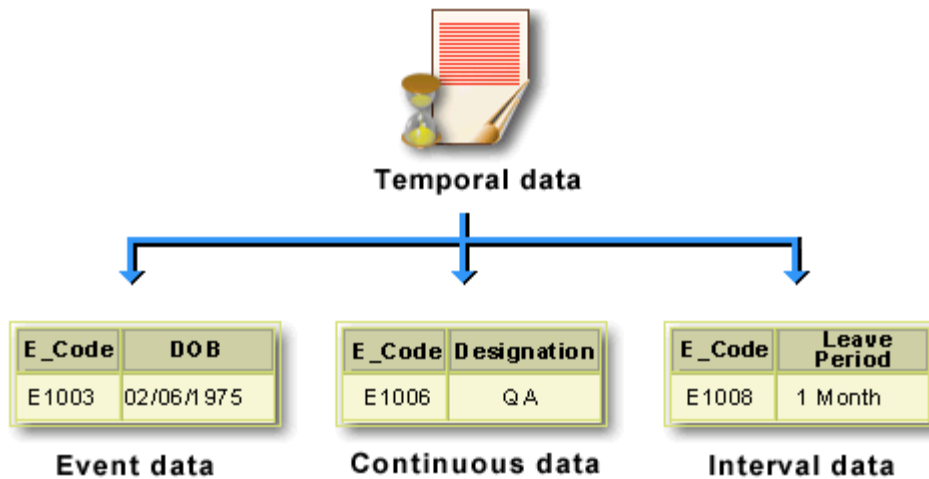 Temporal data
E_Code DOB
E1003 02/06/1975
Event data
E_Code Designation
E1006 QA
Continuous data
E_Code Leave Period
E1008 1 Month
Interval data